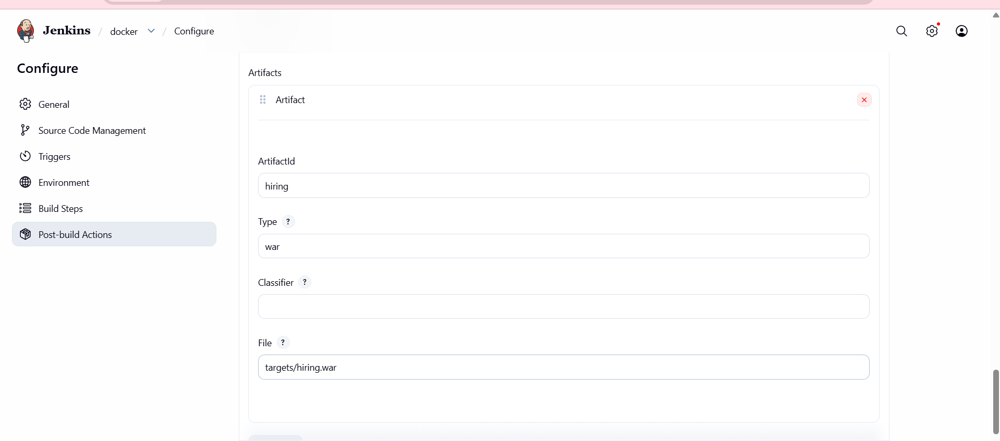 Jenkins / docker / Configure
Configure
General
Source Code Management
Triggers
Environment
Build Steps
Post-build Actions
Artifacts
Artifact
ArtifactId
hiring
Type ?
war
Classifier ?
File ?
targets/hiring.war